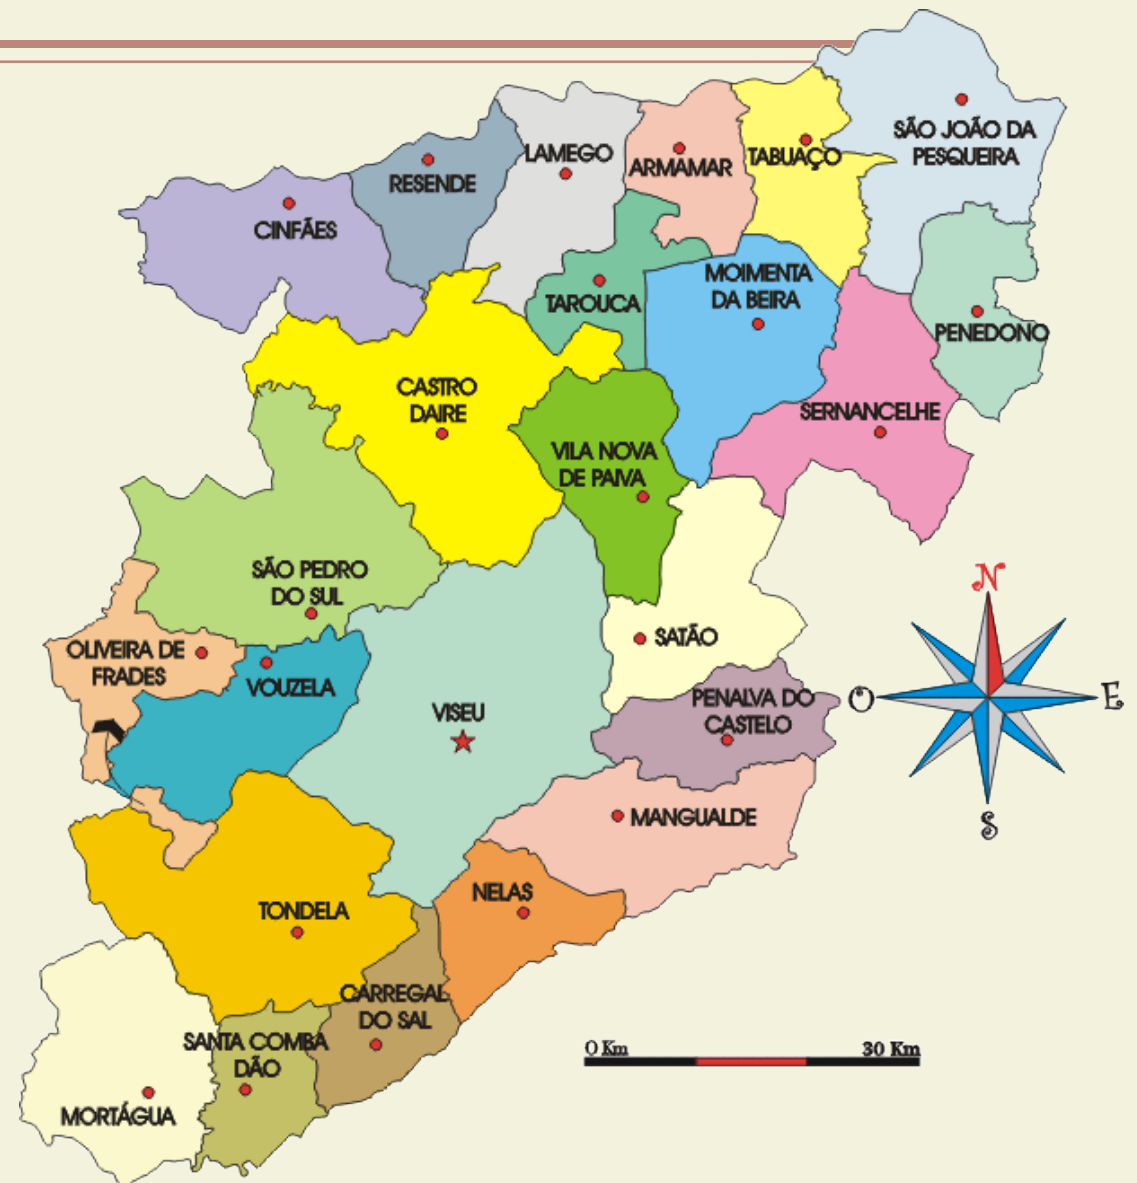 SÃO JOÃO DA
PESQUEIRA
LAMEGO
ARMAMAR
TABUAÇO
RESENDE
CINFÃES
MOIMENTA
DA BEIRA
TAROUCA
PENEDONO
CASTRO
DAIRE
SERNANCELHE
VILA NOVA
DE PAIVA
SÃO PEDRO
DO SUL
N
OLIVEIRA DE
FRADES
SATÃO
VOUZELA
PENALVA DO
CASTELO
O
E
VISEU
MANGUALDE
S
NELAS
TONDELA
CARREGAL
DO SAL
SANTA COMBA
DÃO
0 Km
30 Km
MORTÁGUA